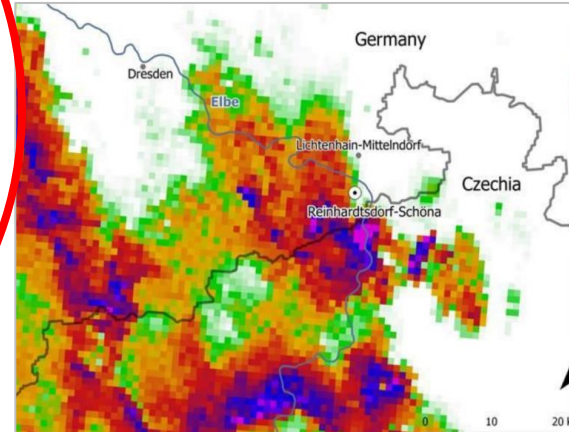 Germany
Dresden
Elbe
Lichtenhain-Mittelndorf
Czechia
Reinhardtsdorf-Schöna
0 10 20 k